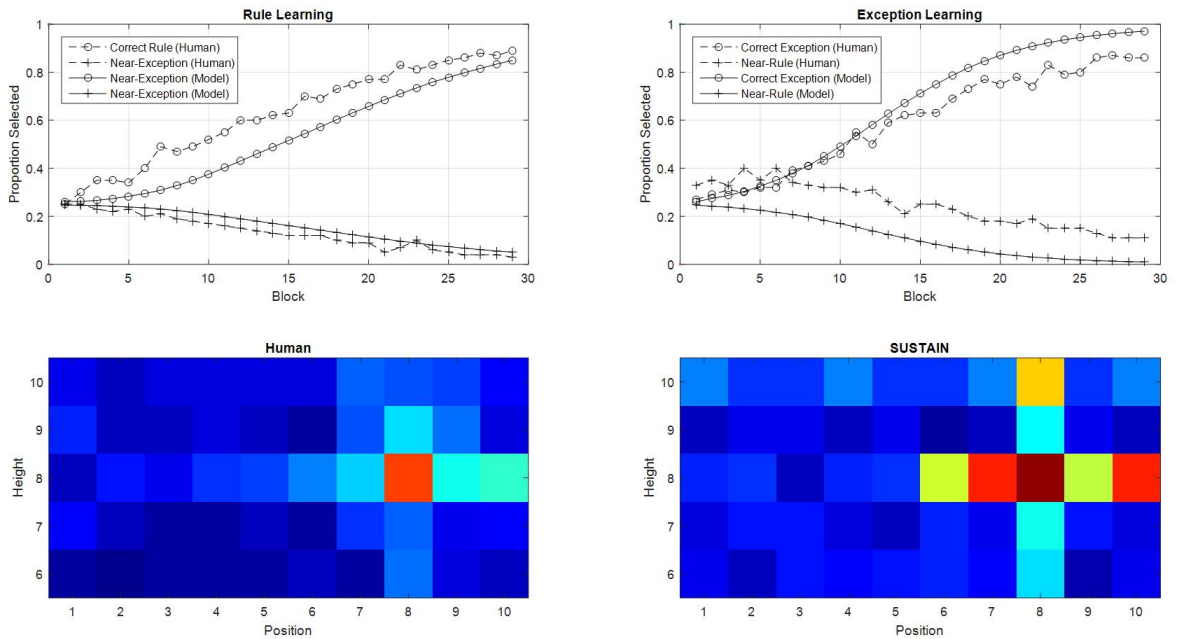 Rule Learning
Proportion Selected
1
0.8
0.6
0.4
0.2
0
Correct Rule (Human)
Near-Exception (Human)
Near-Exception (Model)
Near-Exception (Model)
0 5 10 15 20 25 30
Block
Exception Learning
Proportion Selected
1
0.8
0.6
0.4
0.2
0
Correct Exception (Human)
Near-Rule (Human)
Correct Exception (Model)
Near-Rule (Model)
0 5 10 15 20 25 30
Block
Human
Height
10
9
8
7
6
1 2 3 4 5 6 7 8 9 10
Position
SUSTAIN
Height
10
9
8
7
6
1 2 3 4 5 6 7 8 9 10
Position